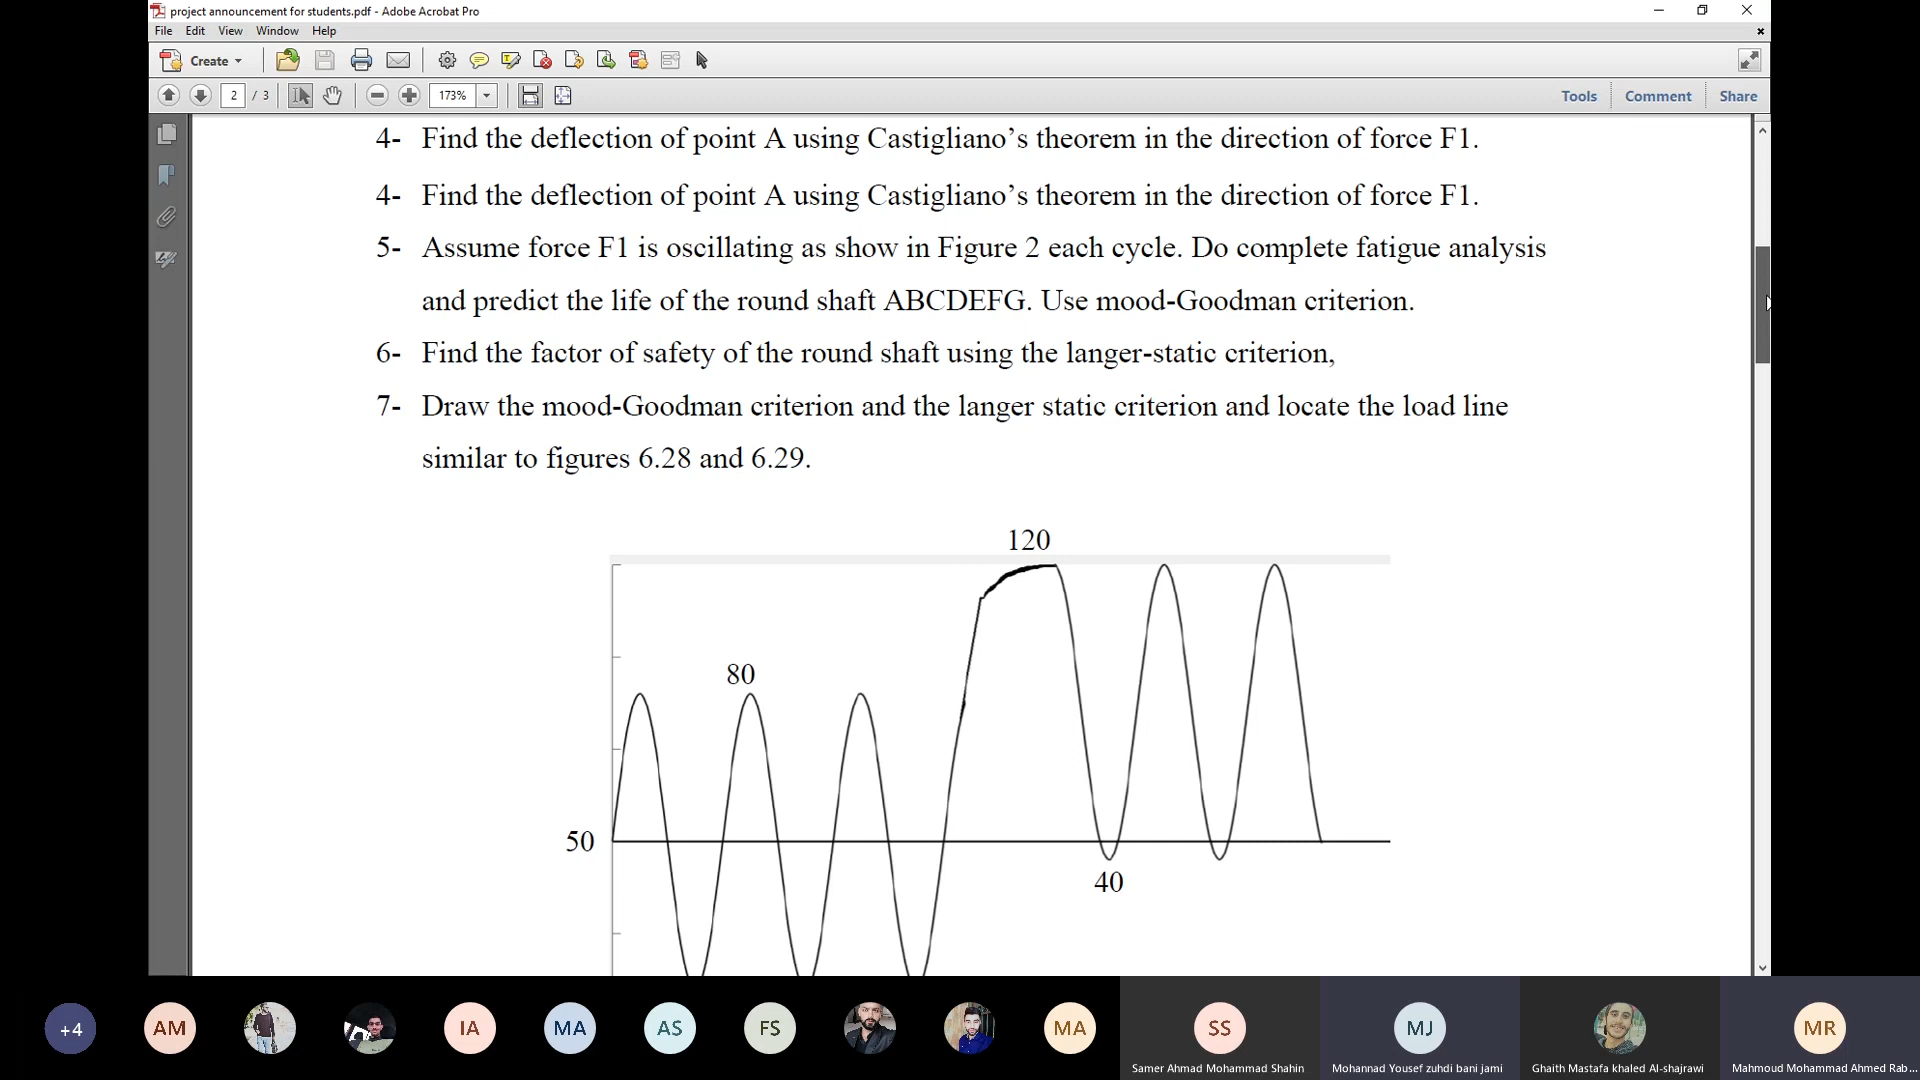 project announcement for students.pdf - Adobe Acrobat Pro
File Edit View Window Help
Create
2 / 3 173% Tools Comment Share
4- Find the deflection of point A using Castigliano’s theorem in the direction of force F1.
4- Find the deflection of point A using Castigliano’s theorem in the direction of force F1.
5- Assume force F1 is oscillating as show in Figure 2 each cycle. Do complete fatigue analysis
and predict the life of the round shaft ABCDEFG. Use mood-Goodman criterion.
6- Find the factor of safety of the round shaft using the langer-static criterion,
7- Draw the mood-Goodman criterion and the langer static criterion and locate the load line
similar to figures 6.28 and 6.29.
120
80
50
40
+4 AM IA MA AS FS MA SS MJ MR
Samer Ahmad Mohammad Shahin Mohannad Yousef zuhdi bani jami Ghaith Mastafa khaled Al-shajrawi Mahmoud Mohammad Ahmed Rab...